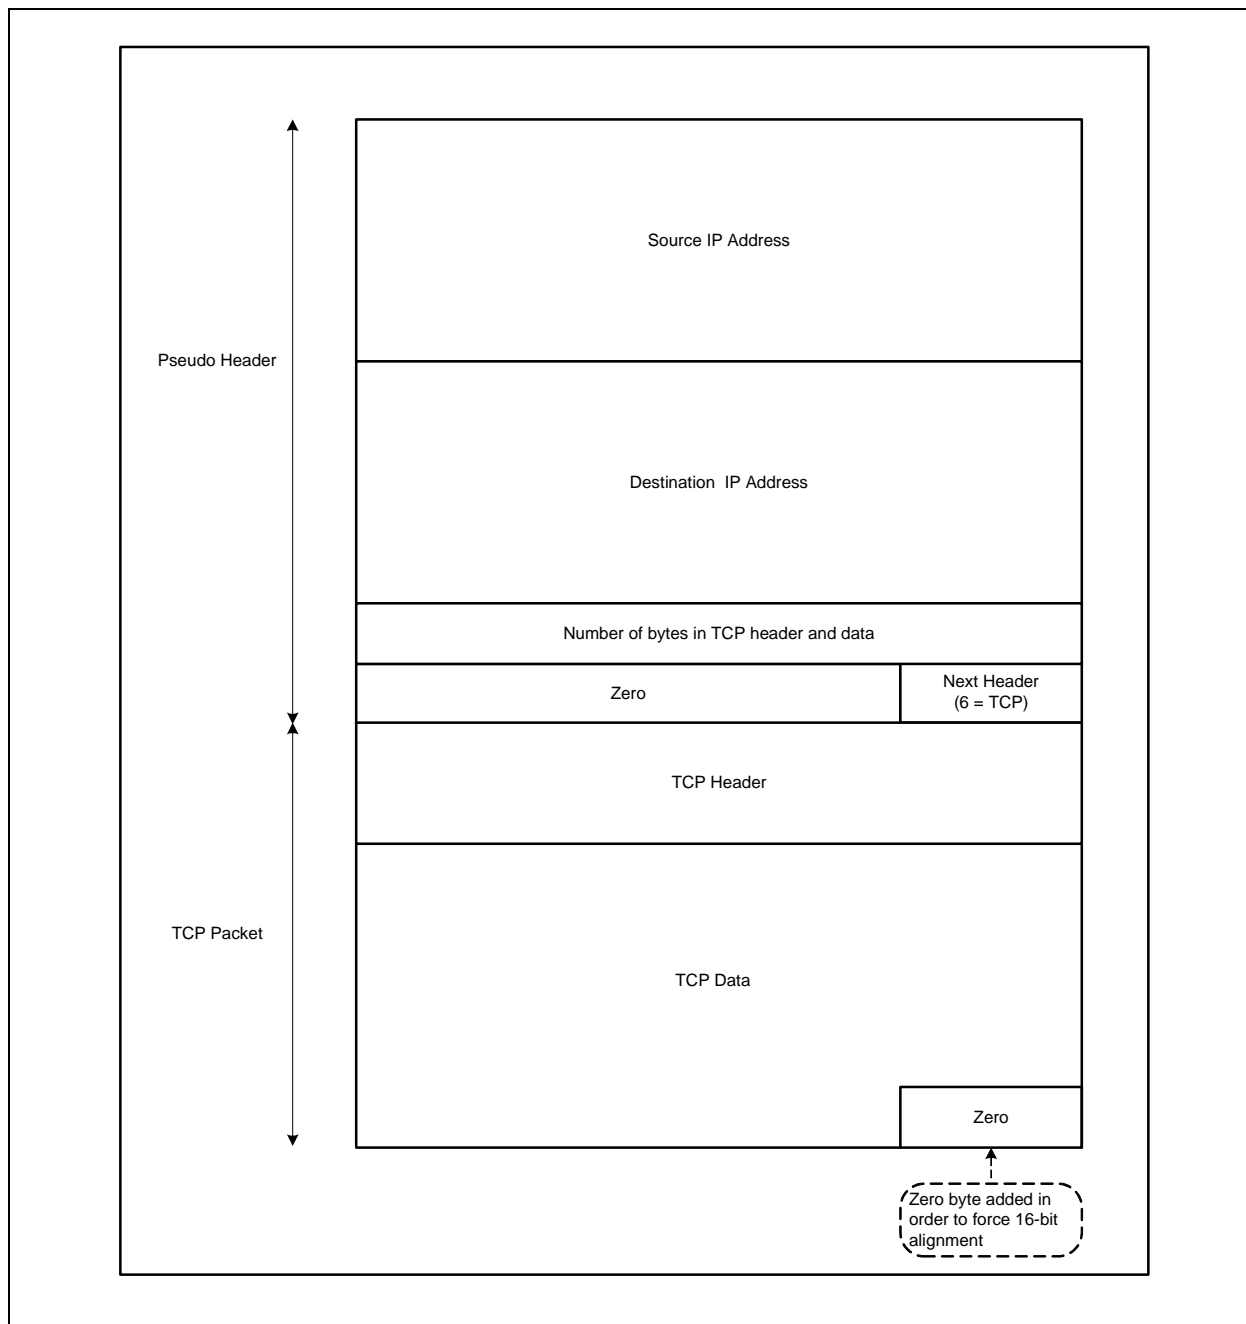 Source IP Address
Pseudo Header
Destination IP Address
Number of bytes in TCP header and data
Zero
Next Header
(6 = TCP)
TCP Header
TCP Packet
TCP Data
Zero
Zero byte added in
order to force 16-bit
alignment